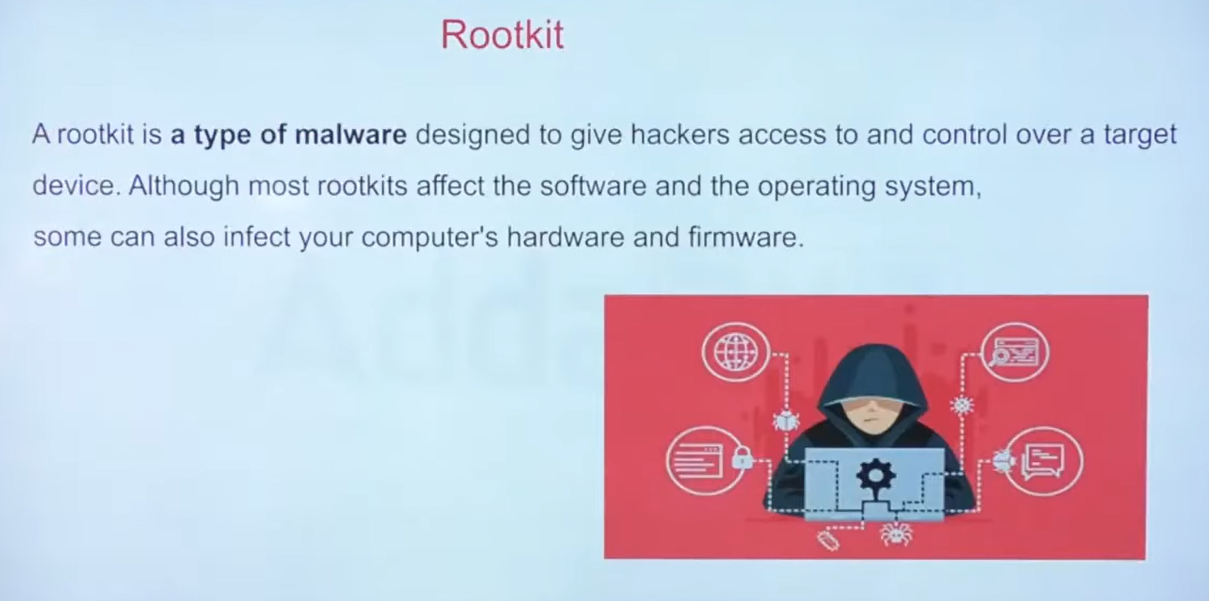 Rootkit
A rootkit is a type of malware designed to give hackers access to and control over a target
device. Although most rootkits affect the software and the operating system,
some can also infect your computer's hardware and firmware.